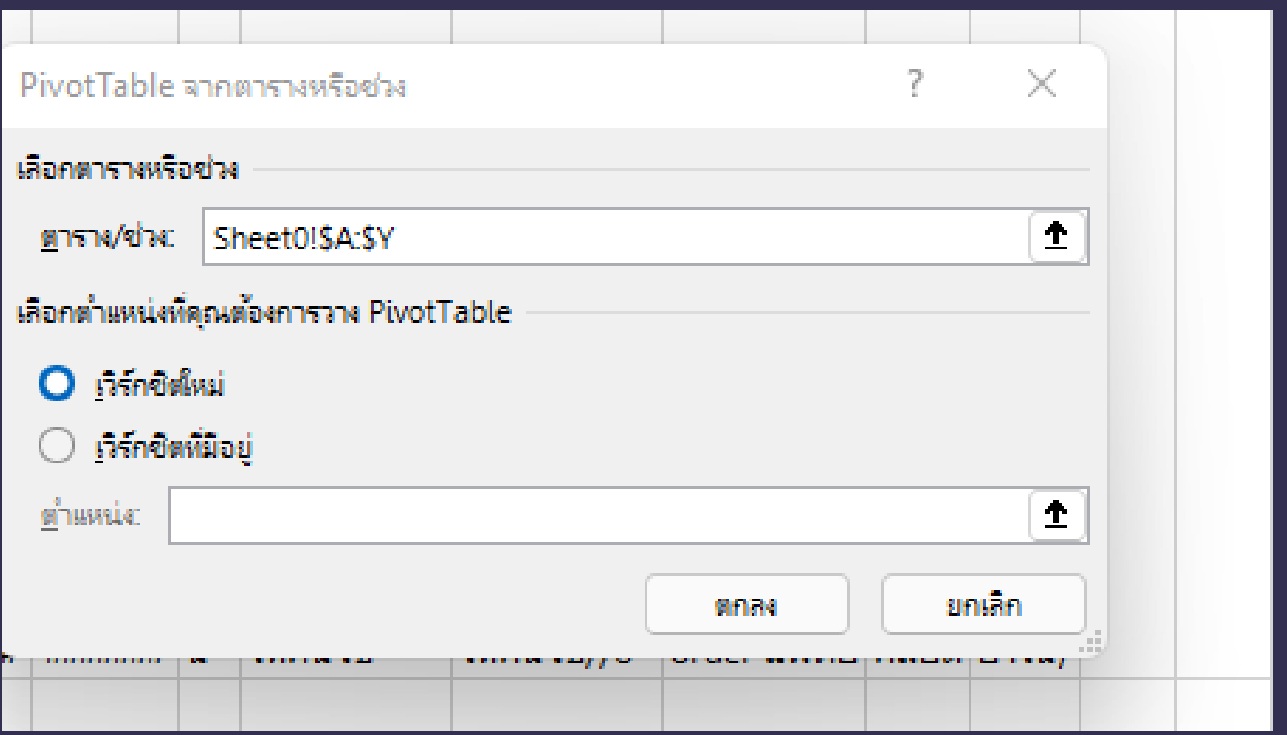 PivotTable จากตารางหรือช่วง
เลือกตารางหรือช่วง
ตาราง/ช่วง: Sheet0!$A:$Y
เลือกตำแหน่งที่คุณต้องการวาง PivotTable
เวิร์กชีตใหม่
เวิร์กชีตที่มีอยู่
ตำแหน่ง:
ตกลง ยกเลิก